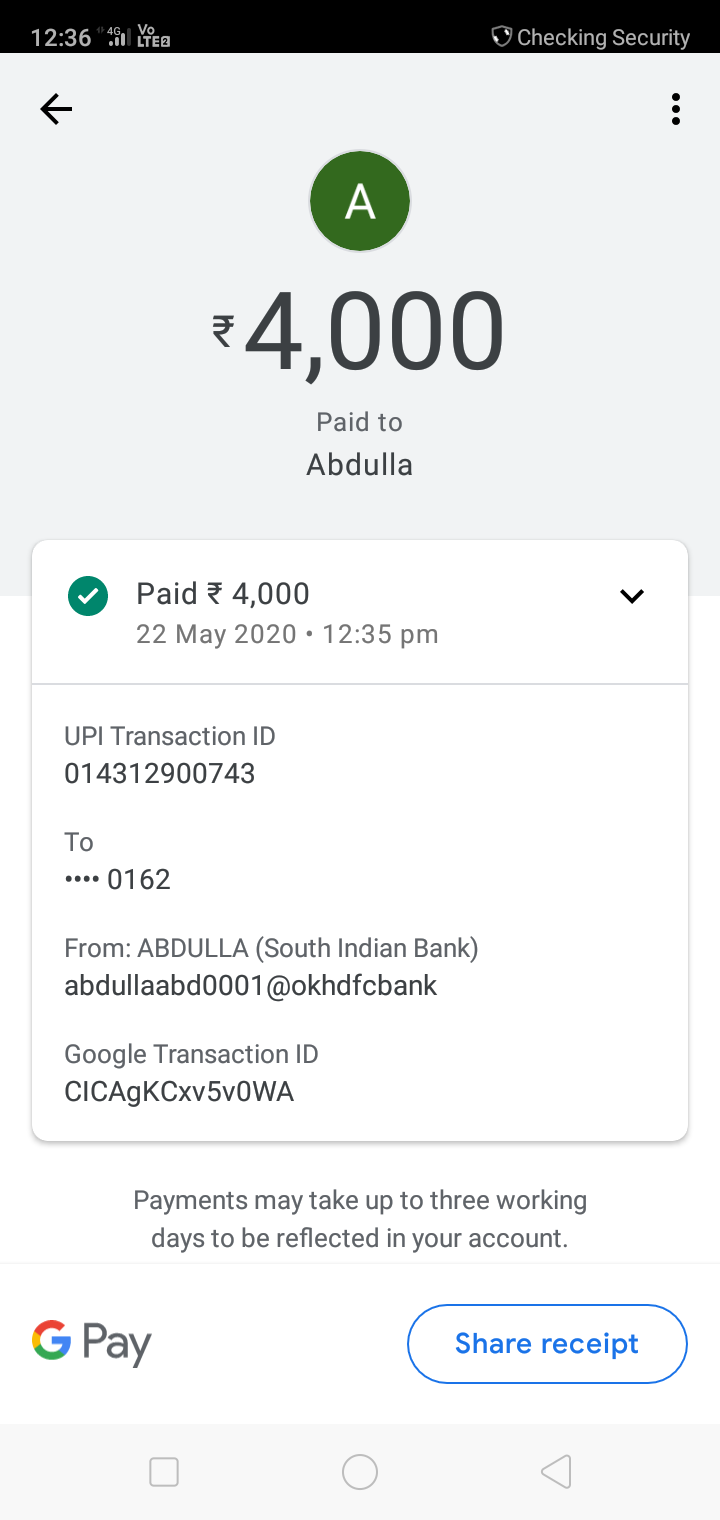 12:36 4G Vo LTE2 Checking Security
A
₹4,000
Paid to
Abdulla
Paid ₹ 4,000
22 May 2020 • 12:35 pm
UPI Transaction ID
014312900743
To
•••• 0162
From: ABDULLA (South Indian Bank)
abdullaabd0001@okhdfcbank
Google Transaction ID
CICAgKCxv5v0WA
Payments may take up to three working
days to be reflected in your account.
G Pay Share receipt